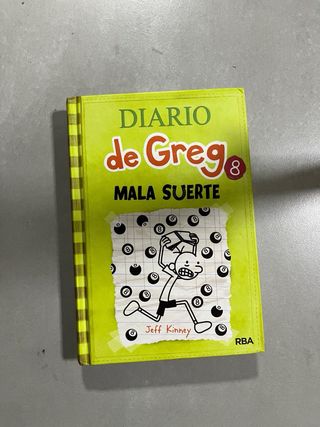 DIARIO
de Greg 8
MALA SUERTE
Jeff Kinney
RBA